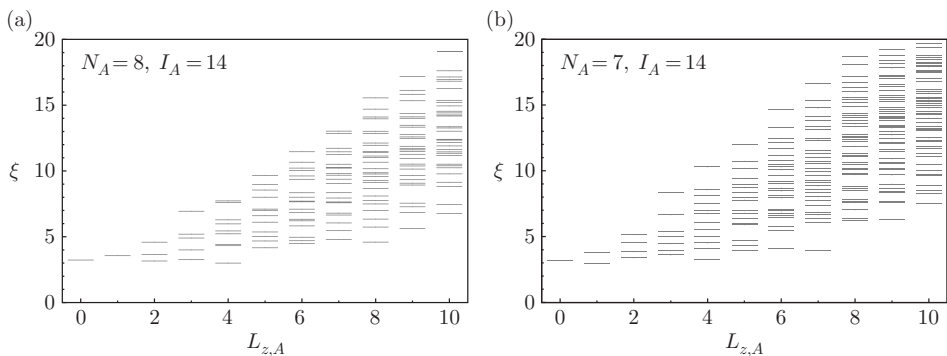 (a)
20
N_A = 8, I_A = 14
15
ξ
10
5
0
0 2 4 6 8 10
L_{z,A}
(b)
20
N_A = 7, I_A = 14
15
ξ
10
5
0
0 2 4 6 8 10
L_{z,A}